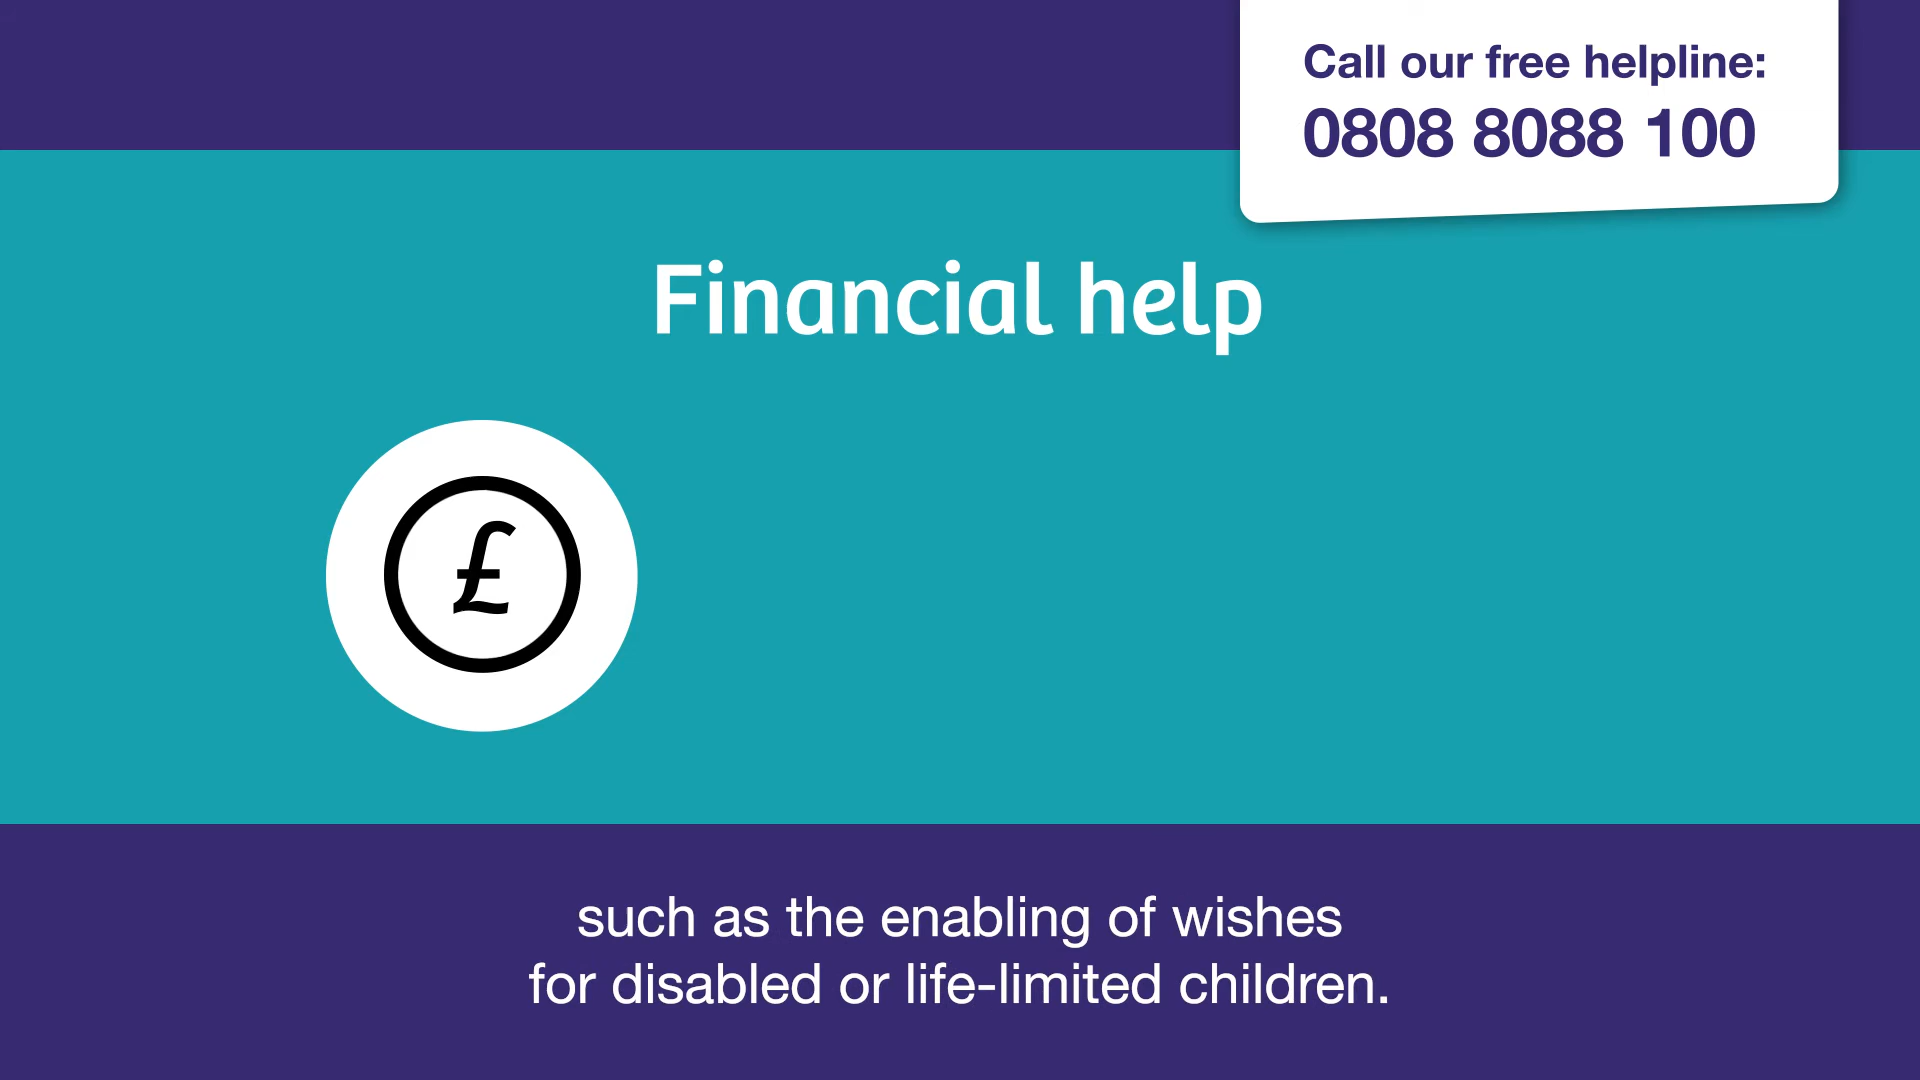 Call our free helpline:
0808 8088 100
Financial help
£
such as the enabling of wishes
for disabled or life-limited children.